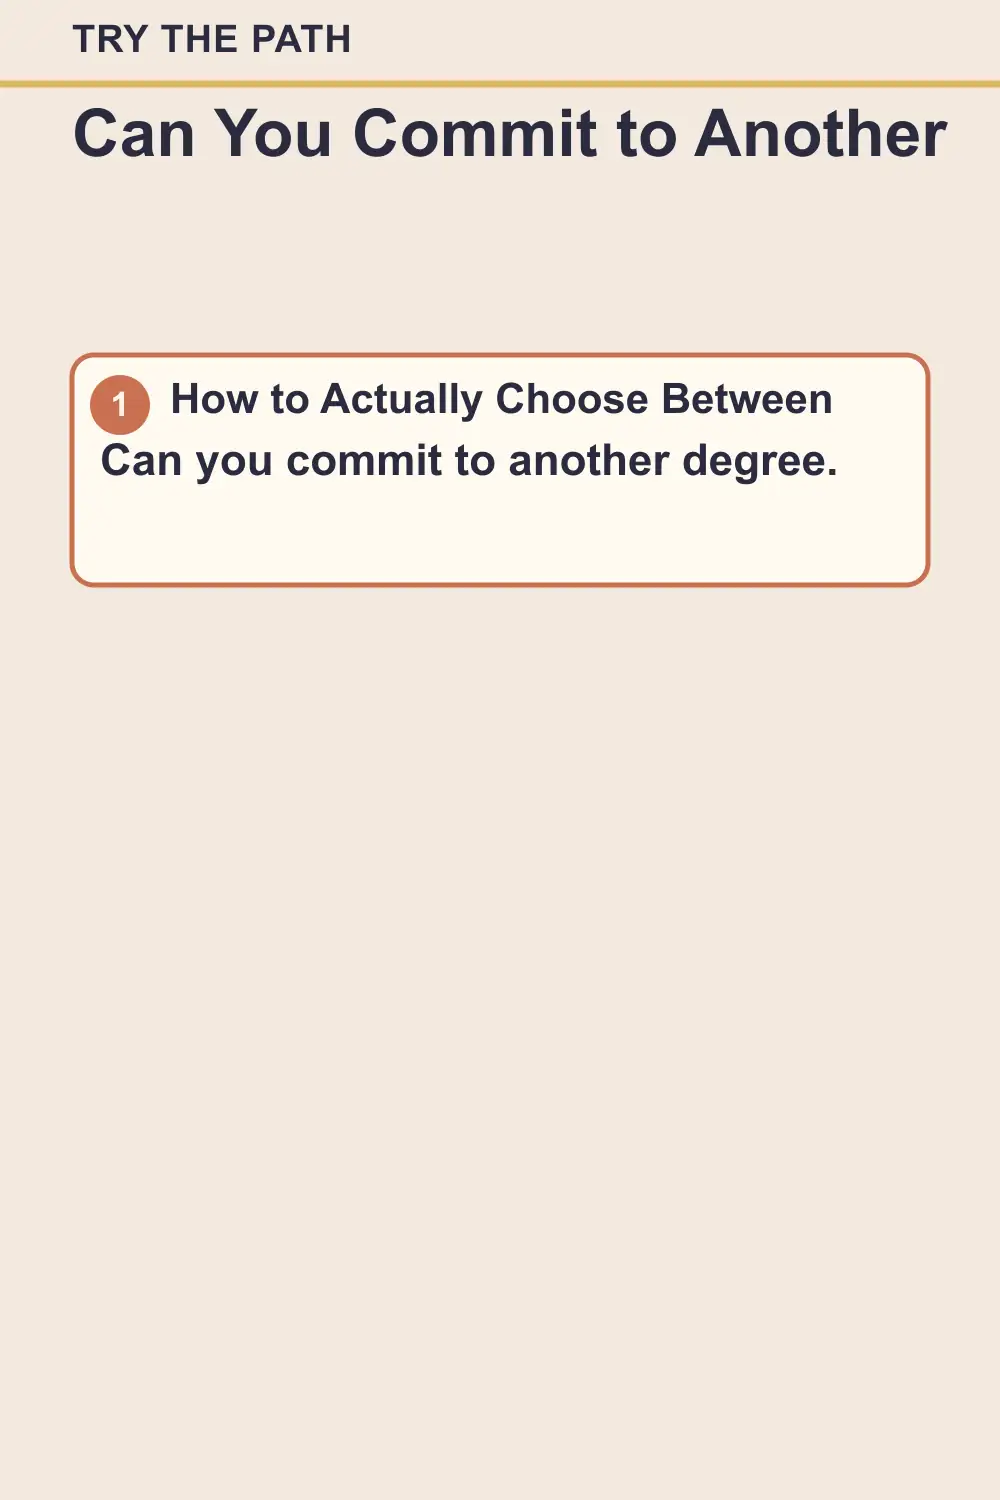 TRY THE PATH
Can You Commit to Another
1 How to Actually Choose Between
Can you commit to another degree.